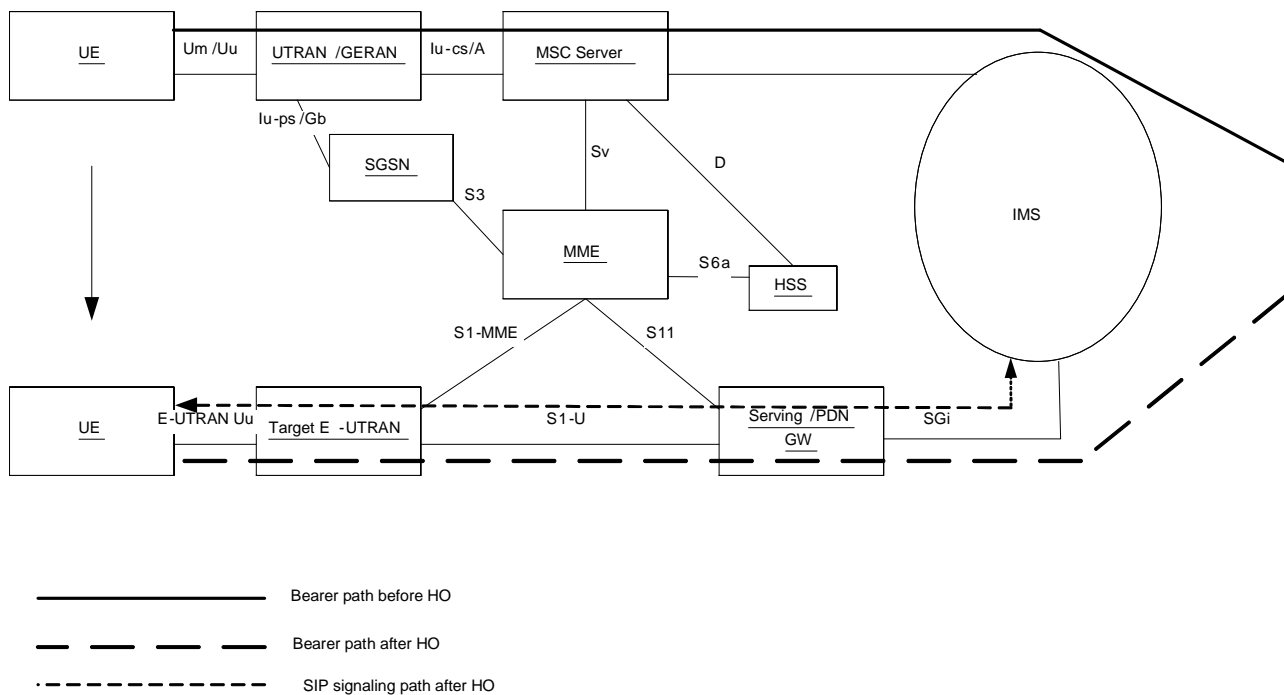 UE
Um /Uu
UTRAN /GERAN
Iu-cs/A
MSC Server
Iu-ps /Gb
SGSN
S3
Sv
D
IMS
MME
S6a
HSS
S1-MME
S11
UE
E-UTRAN Uu
Target E -UTRAN
S1-U
Serving /PDN
GW
SGi
Bearer path before HO
Bearer path after HO
SIP signaling path after HO